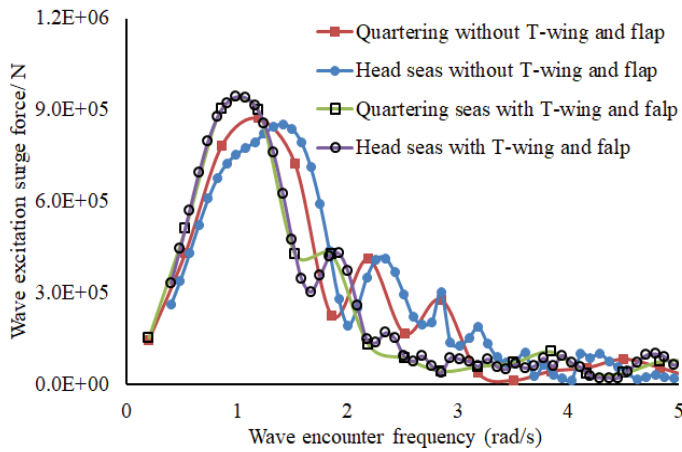 1.2E+06
9.0E+05
6.0E+05
3.0E+05
0.0E+00
Wave excitation surge force/ N
Quartering without T-wing and flap
Head seas without T-wing and flap
Quartering seas with T-wing and falp
Head seas with T-wing and falp
0 1 2 3 4 5
Wave encounter frequency (rad/s)